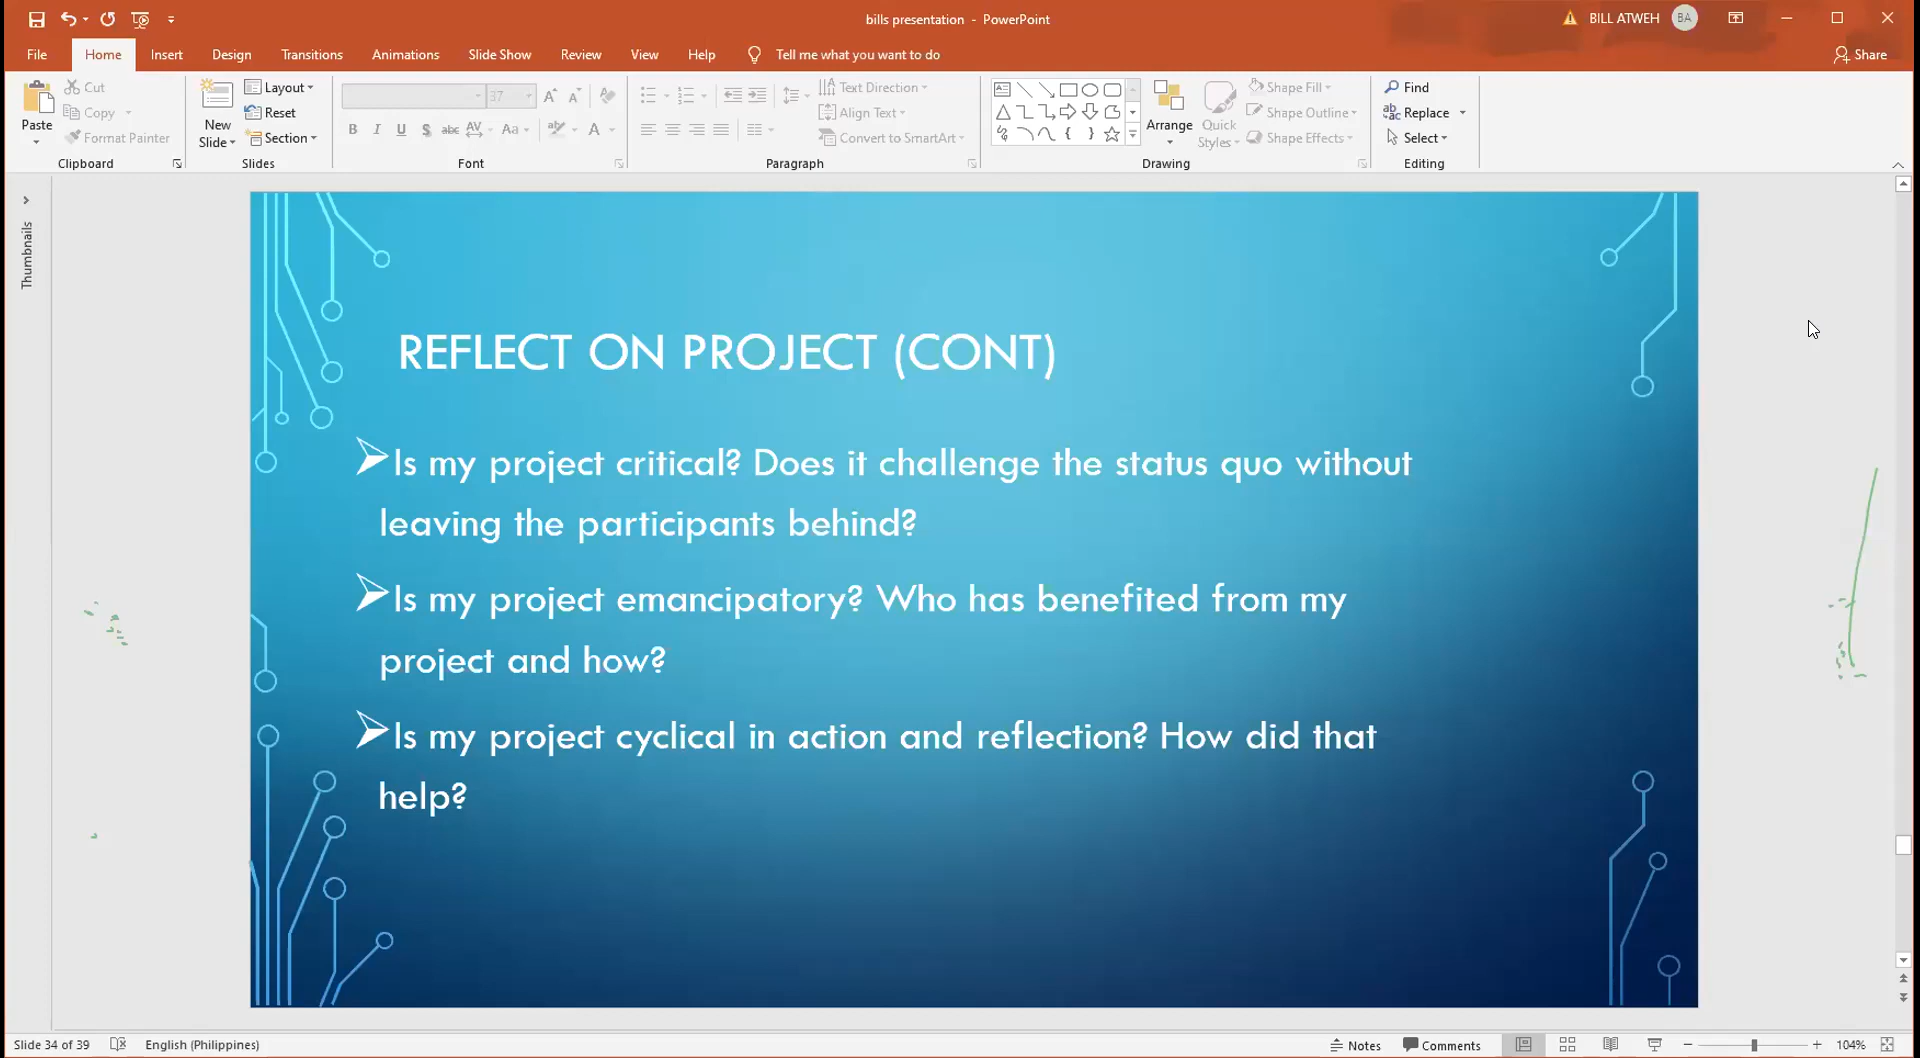 bills presentation - PowerPoint
BILL ATWEH BA
File Home Insert Design Transitions Animations Slide Show Review View Help Tell me what you want to do Share
Paste
Cut
Copy
Format Painter
Clipboard
New Slide
Layout
Reset
Section
Slides
37
B I U S abc AV Aa A
Font
Text Direction
Align Text
Convert to SmartArt
Paragraph
Arrange
Quick Styles
Shape Fill
Shape Outline
Shape Effects
Drawing
Find
Replace
Select
Editing
Thumbnails
REFLECT ON PROJECT (CONT)
Is my project critical? Does it challenge the status quo without
leaving the participants behind?
Is my project emancipatory? Who has benefited from my
project and how?
Is my project cyclical in action and reflection? How did that
help?
Slide 34 of 39 English (Philippines) Notes Comments 104%